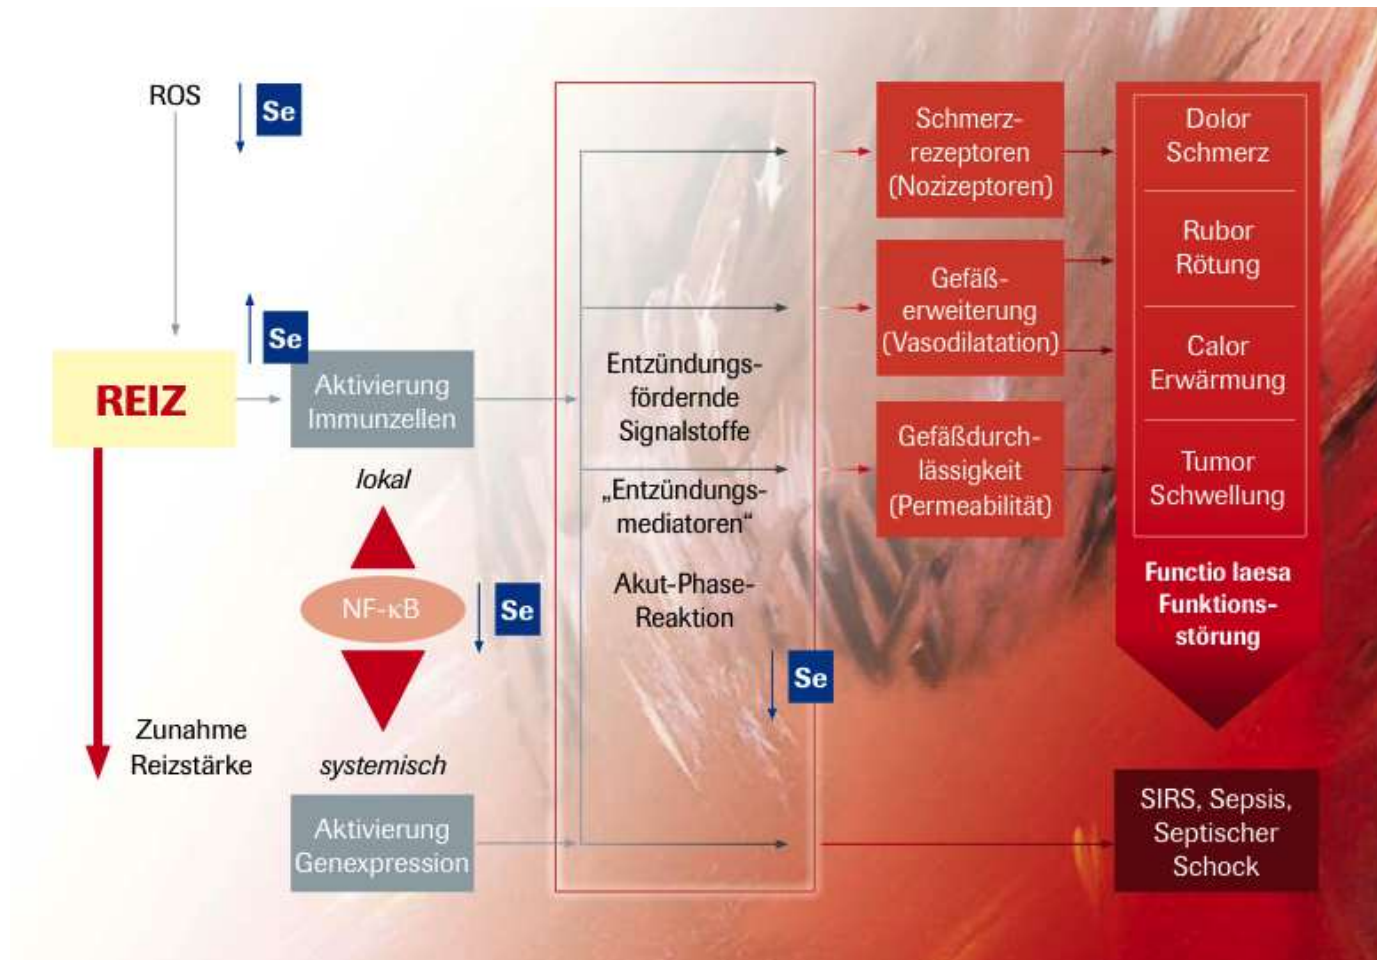 ROS
Se
Se
REIZ
Aktivierung
Immunzellen
lokal
NF-κB
Se
Zunahme
Reizstärke
systemisch
Aktivierung
Genexpression
Entzündungs-
fördernde
Signalstoffe
„Entzündungs-
mediatoren“
Akut-Phase-
Reaktion
Se
Schmerz-
rezeptoren
(Nozizeptoren)
Gefäß-
erweiterung
(Vasodilatation)
Gefäßdurch-
lässigkeit
(Permeabilität)
Dolor
Schmerz
Rubor
Rötung
Calor
Erwärmung
Tumor
Schwellung
Functio laesa
Funktions-
störung
SIRS, Sepsis,
Septischer
Schock